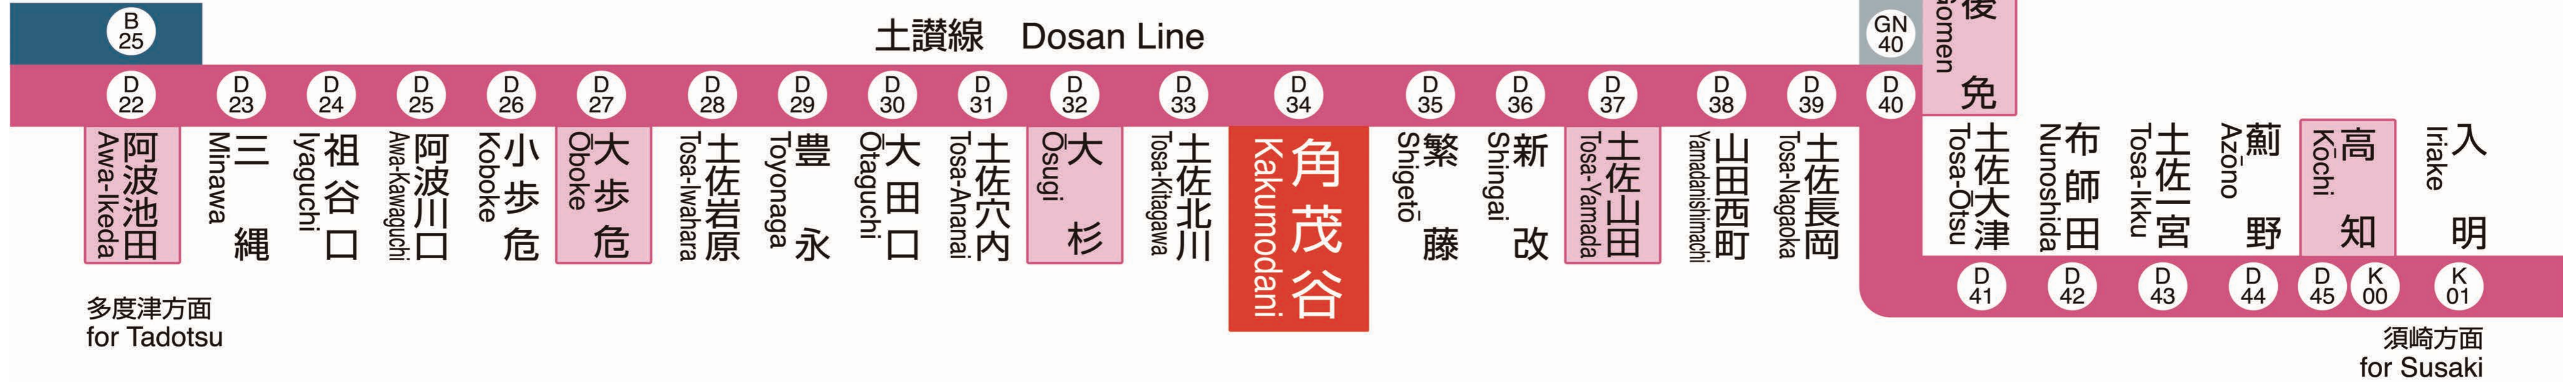 土讃線 Dosan Line
B
25
D
22
阿波池田
Awa-Ikeda
D
23
三縄
Minawa
D
24
祖谷口
Iyaguchi
D
25
阿波川口
Awa-Kawaguchi
D
26
小歩危
Koboke
D
27
大歩危
Ōboke
D
28
土佐岩原
Tosa-Iwahara
D
29
豊永
Toyonaga
D
30
大田口
Ōtaguchi
D
31
土佐穴内
Tosa-Ananai
D
32
大杉
Ōsugi
D
33
土佐北川
Tosa-Kitagawa
D
34
角茂谷
Kakumodani
D
35
繁藤
Shigetō
D
36
新改
Shingai
D
37
土佐山田
Tosa-Yamada
D
38
山田西町
Yamadanishimachi
D
39
土佐長岡
Tosa-Nagaoka
GN
40
D
40
後免
Gomen
D
41
土佐大津
Tosa-Ōtsu
D
42
布師田
Nunoshida
D
43
土佐一宮
Tosa-Ikku
D
44
薊野
Azōno
D
45
K
00
高知
Kōchi
K
01
入明
Iriake
多度津方面
for Tadotsu
須崎方面
for Susaki